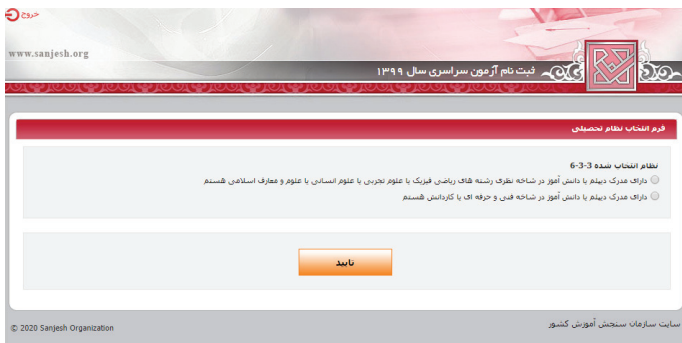 خروج
www.sanjesh.org
ثبت نام آزمون سراسری سال ۱۳۹۹
فرم انتخاب نظام تحصیلی
نظام انتخاب شده 3-3-6
دارای مدرک دیپلم یا دانش آموز در شاخه نظری رشته های ریاضی فیزیک یا علوم تجربی یا علوم انسانی یا علوم و معارف اسلامی هستم
دارای مدرک دیپلم یا دانش آموز در شاخه فنی و حرفه ای یا کاردانش هستم
تایید
سایت سازمان سنجش آموزش کشور
© 2020 Sanjesh Organization